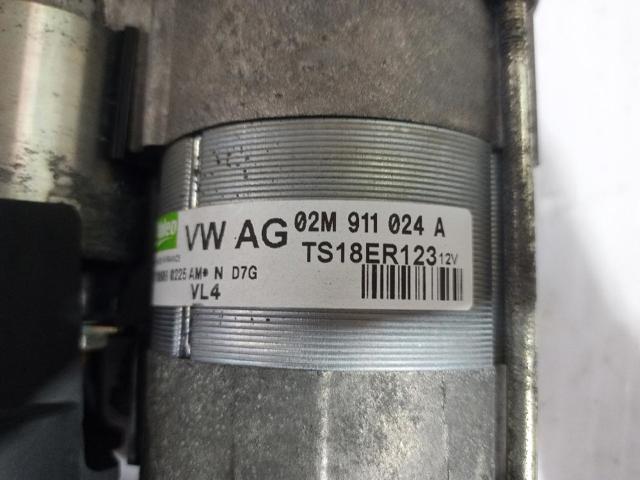 VW AG 02M 911 024 A
TS18ER123 12V
0225 AM* N D7G
VL4